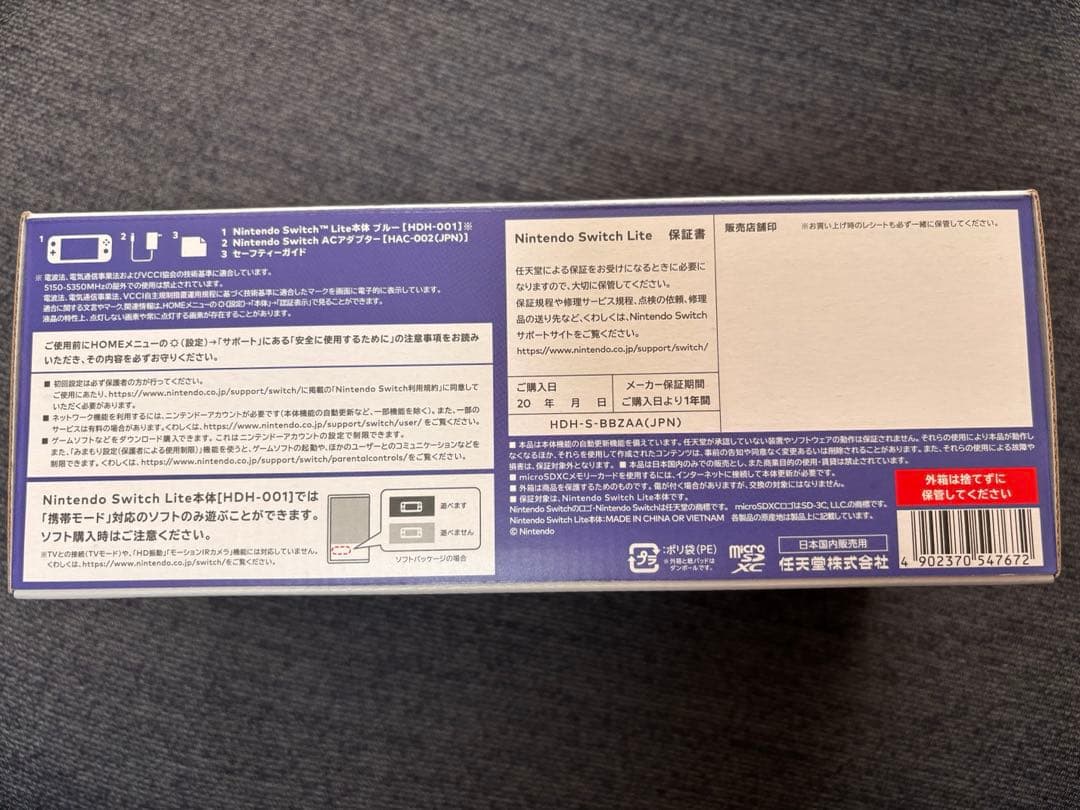 1 2 3
1 Nintendo Switch™ Lite本体 ブルー[HDH-001]※
2 Nintendo Switch ACアダプター[HAC-002(JPN)]
3 セーフティーガイド
※ 電波法、電気通信事業法およびVCCI協会の技術基準に適合しています。
5150-5350MHzの屋外での使用は禁止されています。
電波法、電気通信事業法、VCCI自主規制措置運用規程に基づく技術基準に適合したマークを画面に電子的に表示しています。
適合に関する文言やマーク、関連情報は、HOMEメニューの(設定)→「本体」→「認証表示」で見ることができます。
液晶の特性上、点灯しない画素や常に点灯する画素が存在することがあります。
ご使用前にHOMEメニューの(設定)→「サポート」にある「安全に使用するために」の注意事項をお読み
いただき、その内容を必ずお守りください。
■ 初回設定は必ず保護者の方が行ってください。
ご使用にあたり、https://www.nintendo.co.jp/support/switch/に掲載の「Nintendo Switch利用規約」に同意して
いただく必要があります。
■ ネットワーク機能を利用するには、ニンテンドーアカウントが必要です(本体機能の自動更新など、一部機能を除く)。また、一部の
サービスは有料の場合があります。くわしくは、https://www.nintendo.co.jp/support/switch/user/ をご覧ください。
■ ゲームソフトなどをダウンロード購入できます。これはニンテンドーアカウントの設定で制限できます。
また、「みまもり設定(保護者による使用制限)」機能を使うと、ゲームソフトの起動や、ほかのユーザーとのコミュニケーションなどを
制限できます。くわしくは、https://www.nintendo.co.jp/support/switch/parentalcontrols/をご覧ください。
Nintendo Switch Lite本体[HDH-001]では
「携帯モード」対応のソフトのみ遊ぶことができます。
ソフト購入時はご注意ください。
※TVとの接続(TVモード)や、「HD振動」「モーションIRカメラ」機能には対応していません。
くわしくは、https://www.nintendo.co.jp/switch/をご覧ください。
遊べます
遊べません
ソフトパッケージの場合
Nintendo Switch Lite 保証書
任天堂による保証をお受けになるときに必要に
なりますので、大切に保管してください。
保証規程や修理サービス規程、点検の依頼、修理
品の送り先など、くわしくは、Nintendo Switch
サポートサイトをご覧ください。
https://www.nintendo.co.jp/support/switch/
ご購入日
20 年 月 日
メーカー保証期間
ご購入日より1年間
HDH-S-BBZAA(JPN)
販売店舗印
※お買い上げ時のレシートも必ず一緒に保管してください。
■ 本品は本体機能の自動更新機能を備えています。任天堂が承認していない装置やソフトウェアの動作は保証されません。それらの使用により本品が動作し
なくなるほか、それらを使用して作成されたコンテンツは、事前の告知や同意なく変更あるいは削除されることがあります。また、それらの使用による故障や
損害は、保証対象外となります。 ■ 本品は日本国内のみでの販売とし、また商業目的の使用・賃貸は禁止されています。
■ microSDXCメモリーカードを使用するには、インターネットに接続して本体の更新が必要です。
■ 外箱は商品を保護するためのものです。傷が付く場合がありますが、交換の対象にはなりません。
■ 保証対象は、Nintendo Switch Lite本体です。
Nintendo Switchのロゴ・Nintendo Switchは任天堂の商標です。 microSDXCロゴはSD-3C, LLC.の商標です。
Nintendo Switch Lite本体:MADE IN CHINA OR VIETNAM 各製品の原産地は製品上に記載しています。
© Nintendo
外箱は捨てずに
保管してください
プラ
:ポリ袋(PE)
※外箱と紙パッドは
ダンボールです。
micro SD XC
日本国内販売用
任天堂株式会社
4 902370 547672